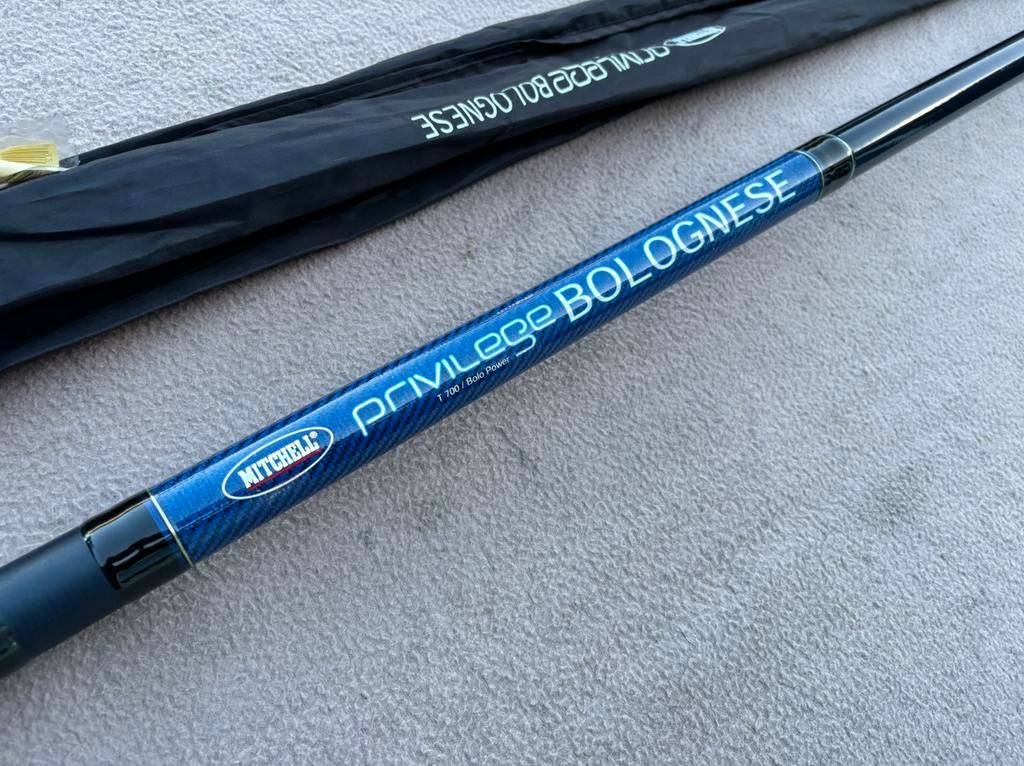 privilege BOLOGNESE
MITCHELL®
privilege BOLOGNESE
T 700 / Bolo Power